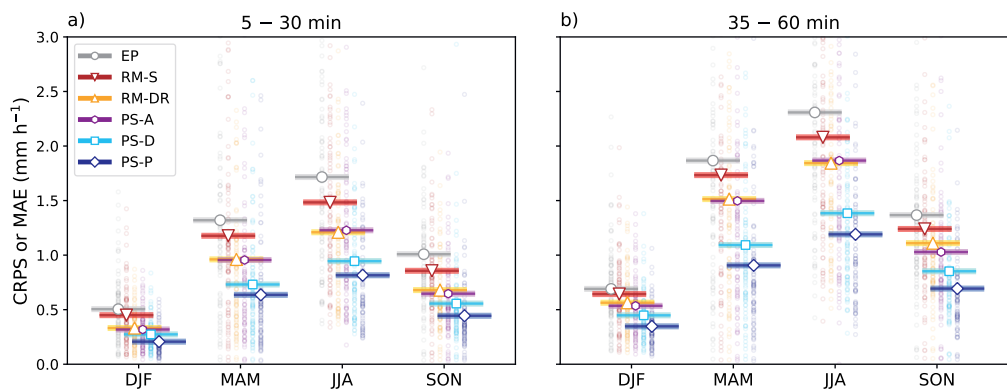 a)
5 − 30 min
b)
35 − 60 min
CRPS or MAE (mm h⁻¹)
3.0
2.5
2.0
1.5
1.0
0.5
0.0
EP
RM-S
RM-DR
PS-A
PS-D
PS-P
DJF
MAM
JJA
SON
DJF
MAM
JJA
SON